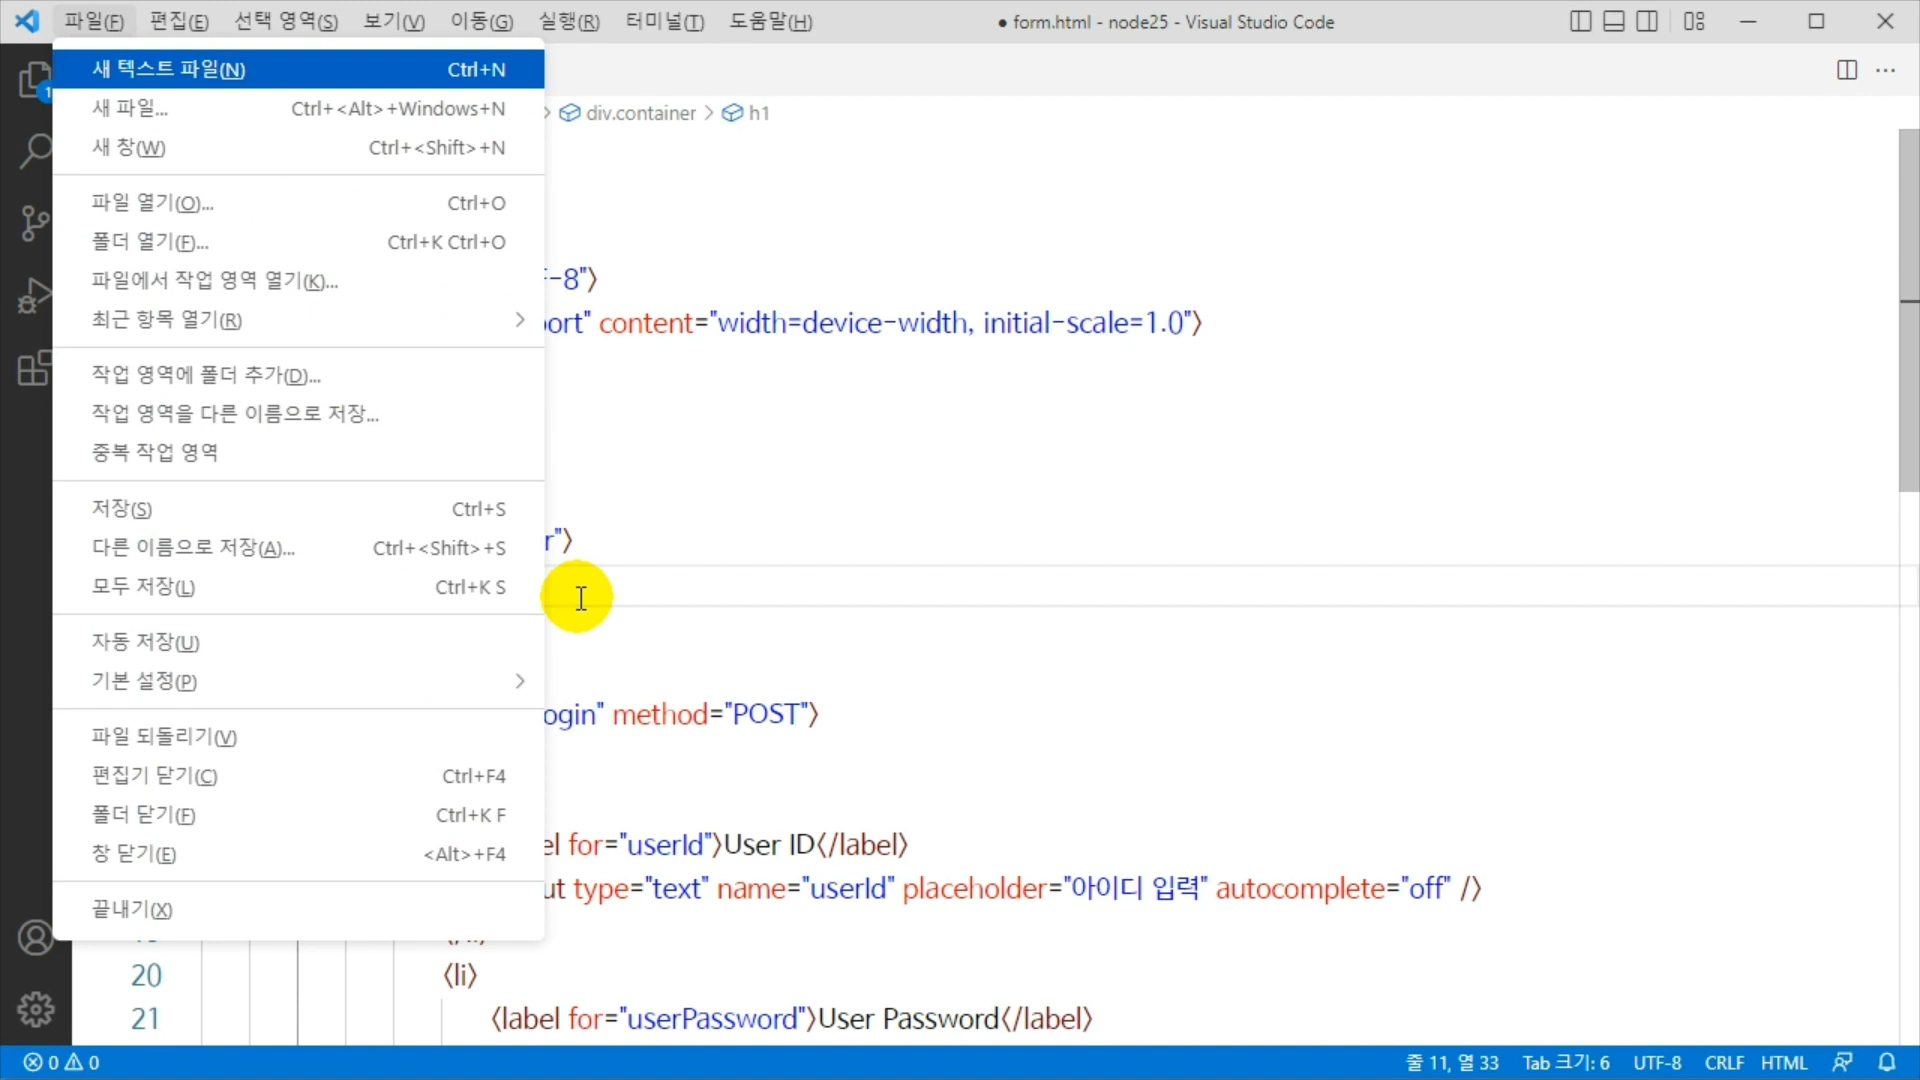 파일(F) 편집(E) 선택 영역(S) 보기(V) 이동(G) 실행(R) 터미널(T) 도움말(H) ● form.html - node25 - Visual Studio Code
새 텍스트 파일(N) Ctrl+N
새 파일... Ctrl+<Alt>+Windows+N
새 창(W) Ctrl+<Shift>+N
파일 열기(O)... Ctrl+O
폴더 열기(F)... Ctrl+K Ctrl+O
파일에서 작업 영역 열기(K)...
최근 항목 열기(R)
작업 영역에 폴더 추가(D)...
작업 영역을 다른 이름으로 저장...
중복 작업 영역
저장(S) Ctrl+S
다른 이름으로 저장(A)... Ctrl+<Shift>+S
모두 저장(L) Ctrl+K S
자동 저장(U)
기본 설정(P)
파일 되돌리기(V)
편집기 닫기(C) Ctrl+F4
폴더 닫기(F) Ctrl+K F
창 닫기(E) <Alt>+F4
끝내기(X)
1
div.container > h1
-8">
ort" content="width=device-width, initial-scale=1.0">
r">
ogin" method="POST">
el for="userId">User ID</label>
ut type="text" name="userId" placeholder="아이디 입력" autocomplete="off" />
20 <li>
21 <label for="userPassword">User Password</label>
0 0 줄 11, 열 33 Tab 크기: 6 UTF-8 CRLF HTML